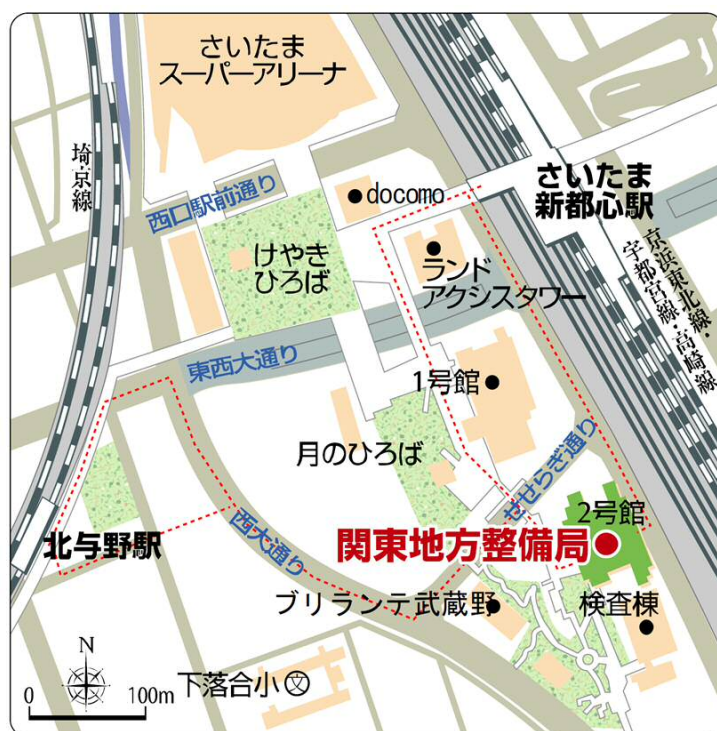 さいたま
スーパーアリーナ
埼京線
西口駅前通り
docomo
さいたま
新都心駅
けやき
ひろば
ランド
アクシスタワー
京浜東北線・
宇都宮線・高崎線
東西大通り
1号館
月のひろば
せせらぎ通り
2号館
北与野駅
西大通り
関東地方整備局
ブリランテ武蔵野
検査棟
N
0 100m
下落合小
文